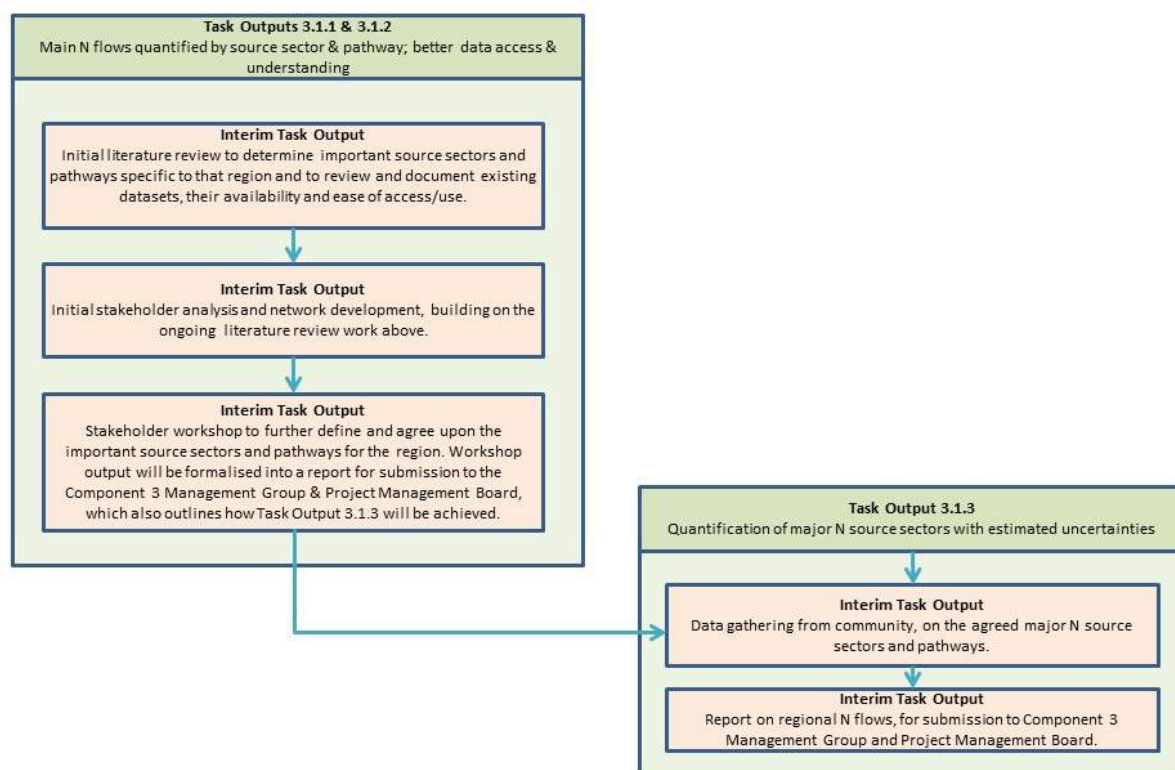 Task Outputs 3.1.1 & 3.1.2
Main N flows quantified by source sector & pathway; better data access &
understanding
Interim Task Output
Initial literature review to determine important source sectors and
pathways specific to that region and to review and document existing
datasets, their availability and ease of access/use.
Interim Task Output
Initial stakeholder analysis and network development, building on the
ongoing literature review work above.
Interim Task Output
Stakeholder workshop to further define and agree upon the
important source sectors and pathways for the region. Workshop
output will be formalised into a report for submission to the
Component 3 Management Group & Project Management Board,
which also outlines how Task Output 3.1.3 will be achieved.
Task Output 3.1.3
Quantification of major N source sectors with estimated uncertainties
Interim Task Output
Data gathering from community, on the agreed major N source
sectors and pathways.
Interim Task Output
Report on regional N flows, for submission to Component 3
Management Group and Project Management Board.